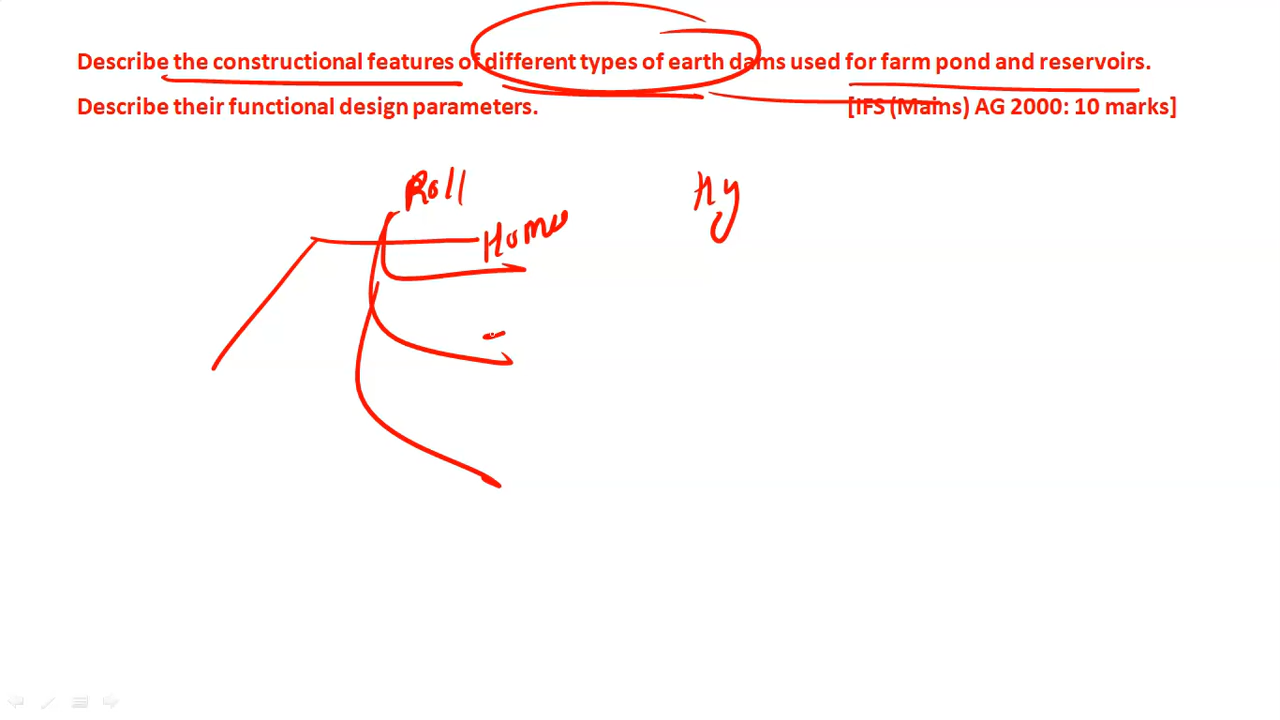 Describe the constructional features of different types of earth dams used for farm pond and reservoirs.
Describe their functional design parameters. [IFS (Mains) AG 2000: 10 marks]
Roll Hy
Home